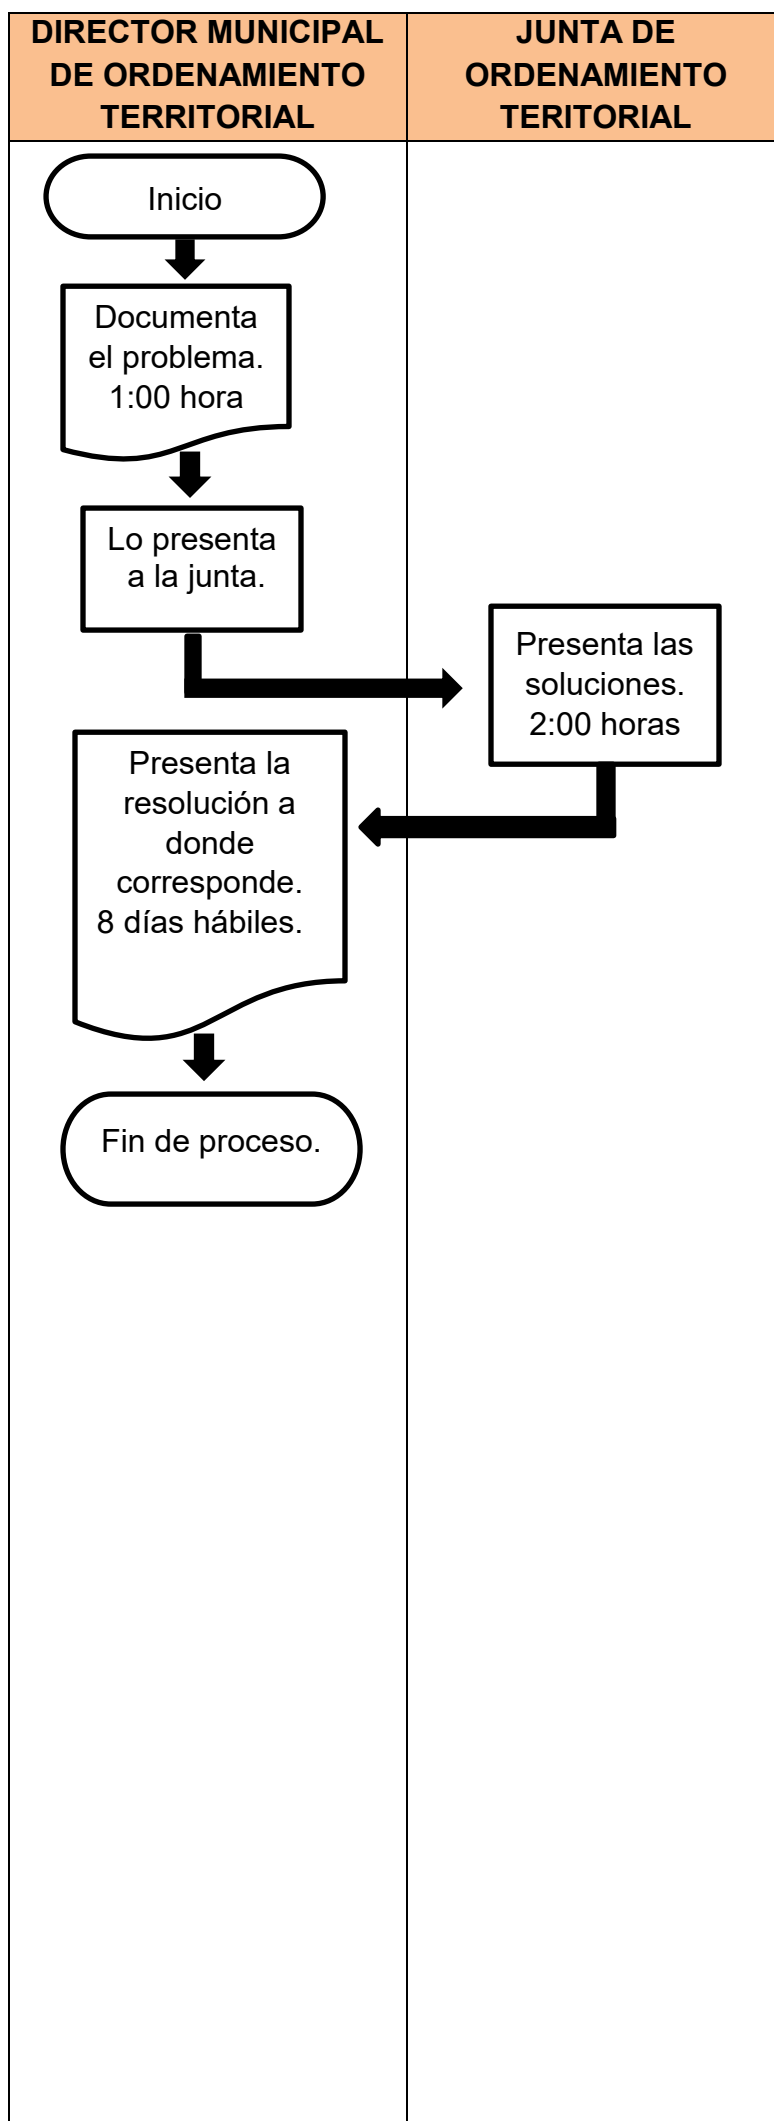 DIRECTOR MUNICIPAL
DE ORDENAMIENTO
TERRITORIAL
JUNTA DE
ORDENAMIENTO
TERITORIAL
Inicio
Documenta
el problema.
1:00 hora
Lo presenta
a la junta.
Presenta las
soluciones.
2:00 horas
Presenta la
resolución a
donde
corresponde.
8 días hábiles.
Fin de proceso.